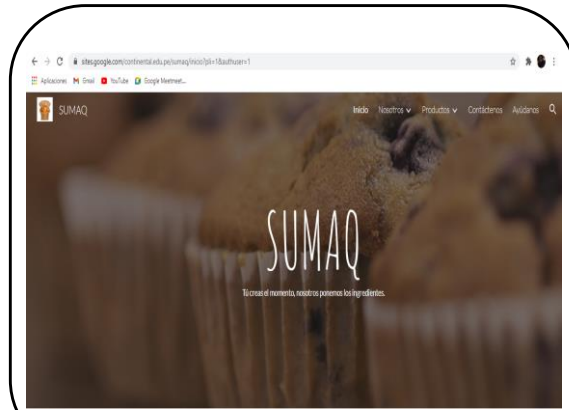 sites.google.com/continental.edu.pe/sumaq/inicio?pli=1&authuser=1
Aplicaciones Gmail YouTube Google Meetmeet...
SUMAQ Inicio Nosotros Productos Contáctenos Ayúdanos
SUMAQ
Tú creas el momento, nosotros ponemos los ingredientes.